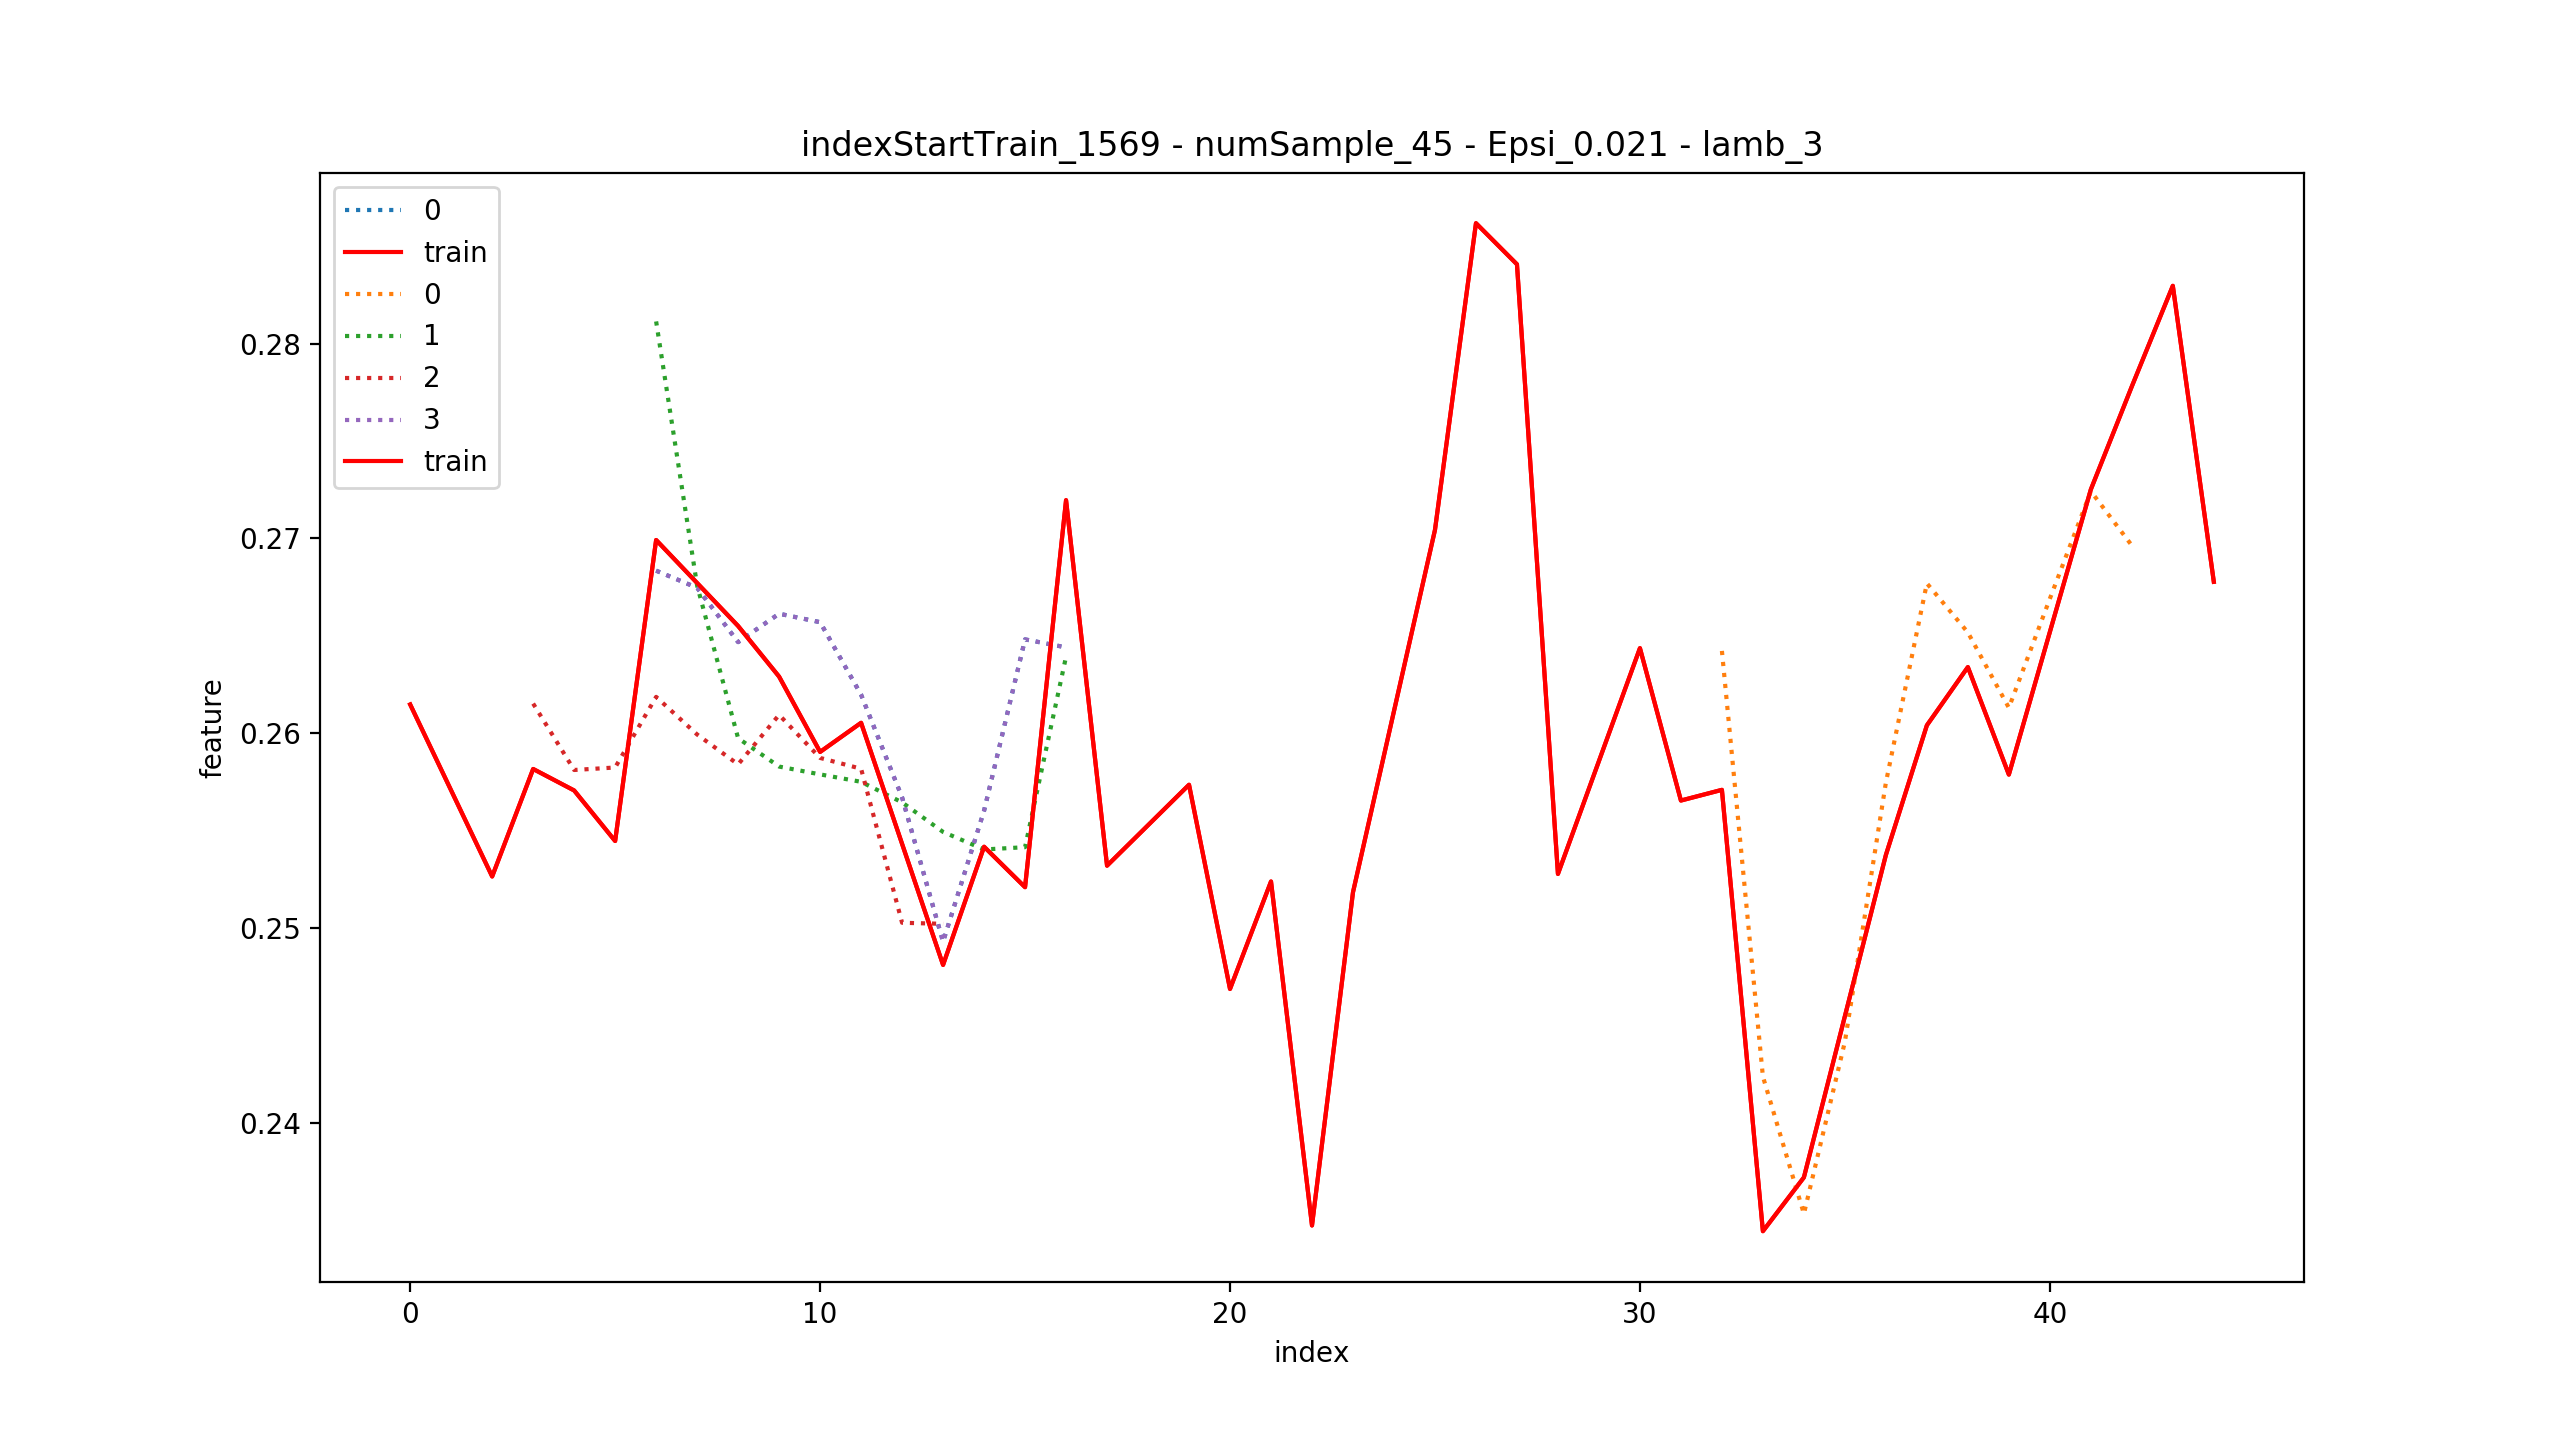 indexStartTrain_1569 - numSample_45 - Epsi_0.021 - lamb_3
0
train
0
1
2
3
train
0.28
0.27
0.26
0.25
0.24
feature
0 10 20 30 40
index